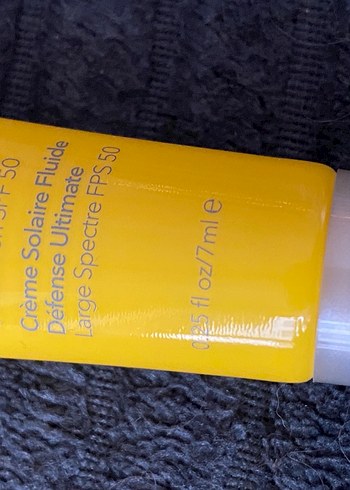 SPF 50
Crème Solaire Fluide
Défense Ultimate
Large Spectre FPS 50
0.25 fl oz/7ml e